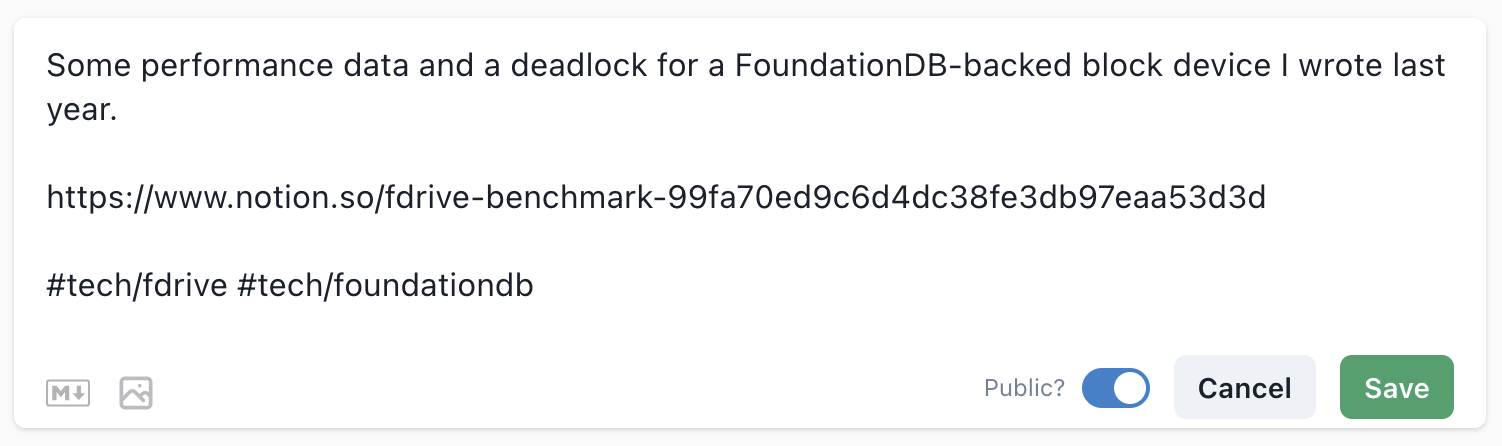 Some performance data and a deadlock for a FoundationDB-backed block device I wrote last
year.
https://www.notion.so/fdrive-benchmark-99fa70ed9c6d4dc38fe3db97eaa53d3d
#tech/fdrive #tech/foundationdb
M↓
Public?
Cancel
Save